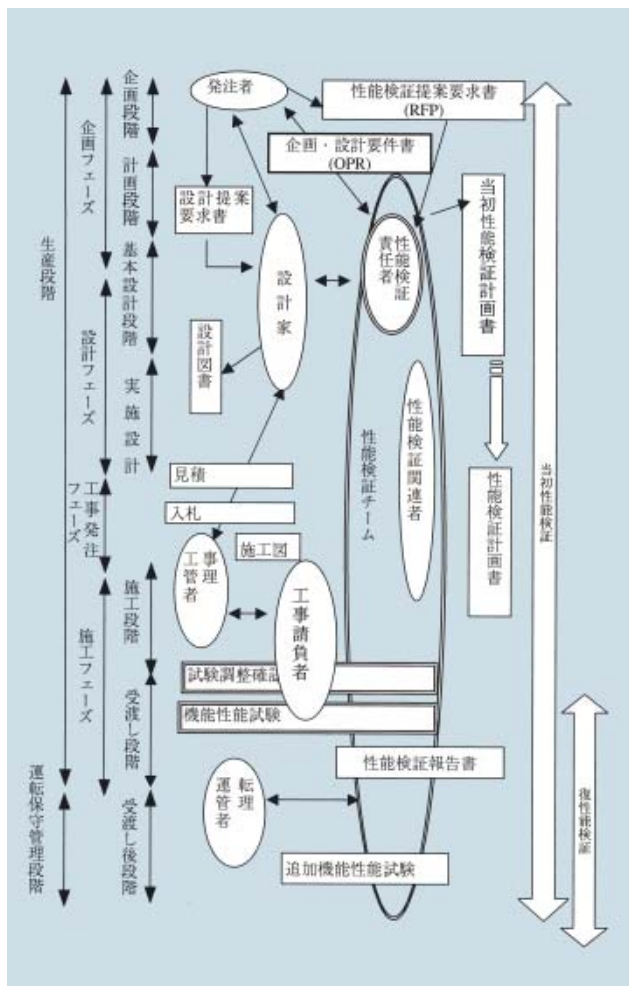 企画段階
計画段階
基本設計段階
実施設計
施工段階
受渡し段階
受渡し後段階
企画フェーズ
設計フェーズ
工事発注
フェーズ
施工フェーズ
生産段階
運転保守管理段階
発注者
性能検証提案要求書
(RFP)
企画・設計要件書
(OPR)
設計提案
要求書
設計家
性能検証
責任者
当初性能検証計画書
設計図書
性能検証関連者
性能検証チーム
見積
入札
施工図
工事
管理者
工事請負者
性能検証計画書
試験調整確認
機能性能試験
性能検証報告書
運転
管理者
追加機能性能試験
当初性能検証
復性能検証